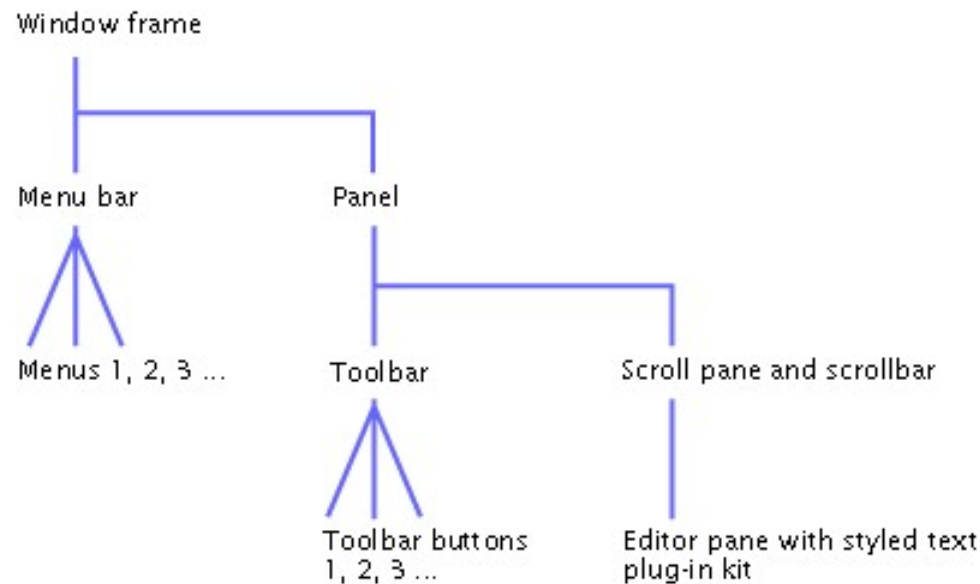 Window frame
Menu bar
Panel
Menus 1, 2, 3 ...
Toolbar
Scroll pane and scrollbar
Toolbar buttons
1, 2, 3 ...
Editor pane with styled text
plug-in kit